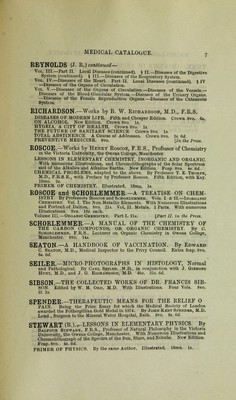 MEDICAL CATALOGUE. 7
REYNOLDS (J. R.) continued—
VOL. III.—Part II. Local Diseases (continued). § II.—Diseases of the Digestive
System (continued). § III.—Diseases of the Respiratory System.
VOL. IV.—Diseases of the Heart. Part II. Local Diseases (continued). § IV
—Diseases of the Organs of Circulation.
VOL. V.—Diseases of the Organs of Circulation.—Diseases of the Vessels.—
Diseases of the Blood-Glandular System.—Diseases of the Urinary Organs.
—Diseases of the Female Reproductive Organs.—Diseases of the Cutaneous
System.
RICHARDSON.—Works by B. W. RICHARDSON, M.D., F.R.S.
DISEASES OF MODERN LIFE. Fifth and Cheaper Edition. Crown 8vo. 6s.
ON ALCOHOL. New Edition. Crown 8vo. 1s.
HYGEIA, A CITY OF HEALTH. Crown 8vo. 1s.
THE FUTURE OF SANITARY SCIENCE. Crown 8vo. 1s.
TOTAL ABSTINENCE. A Course of Addresses. Crown 8vo. 3s. 6d.
PREVENTIVE MEDICINE. 8vo. [In the Press.
ROSCOE.—Works by HENRY ROSCOE, F.R.S., Professor of Chemistry
in the Victoria University, the Owens College, Manchester.
LESSONS IN ELEMENTARY CHEMISTRY, INORGANIC AND ORGANIC.
With numerous Illustrations, and Chromolithographs of the Solar Spectrum
and of the Alkalies and Alkaline Earths. New Edition. Fcap. 8vo. 4s. 6d.
CHEMICAL PROBLEMS, adapted to the above. By Professor T. E. THORPE,
M.D., F.R.S.E., with Preface by Professor ROSCOE. Fifth Edition, with Key.
18mo. 2s.
PRIMER OF CHEMISTRY. Illustrated. 18mo. 1s.
ROSCOE and SCHORLEMMER.—A TREATISE ON CHEM-
ISTRY. By Professors ROSCOE and SCHORLEMMER. Vols. I. & II.—INORGANIC
CHEMISTRY. Vol. I. The Non-Metallic Elements. With Numerous Illustrations
and Portrait of Dalton. 8vo. 21s. Vol. II. Metals. Two Parts. With numerous
Illustrations. 8vo. 18s each.
Volume III.—ORGANIC CHEMISTRY. Part I. 21s. [Part II. in the Press.
SCHORLEMMER.—A MANUAL OF THE CHEMISTRY OF
THE CARBON COMPOUNDS, OR ORGANIC CHEMISTRY. By C.
SCHORLEMMER, F.R.S., Lecturer on Organic Chemistry in Owens College,
Manchester. 8vo. 14s.
SEATON.—A HANDBOOK OF VACCINATION. By EDWARD
C. SEATON, M.D., Medical Inspector to the Privy Council. Extra fcap. 8vo.
8s. 6d.
SEILER.—MICRO-PHOTOGRAPHS IN HISTOLOGY, Normal
and Pathological. By CARL SEILER, M.D., in conjunction with J. GIBBONS
HUNT, M.D., and J. G. RICHARDSON, M.D. 4to. 31s. 6d.
SIBSON.—THE COLLECTED WORKS OF DR. FRANCIS SIB-
SON. Edited by W. M. ORD, M.D. With Illustrations. Four Vols. 8vo.
3l. 3s.
SPENDER.—THERAPEUTIC MEANS FOR THE RELIEF O
PAIN. Being the Prize Essay for which the Medical Society of London
awarded the Fothergillian Gold Medal in 1874. By JOHN KENT SPENDER, M.D.
Lond., Surgeon to the Mineral Water Hospital, Bath. 8vo. 8s. 6d.
STEWART (B.).—LESSONS IN ELEMENTARY PHYSICS. By
BALFOUR STEWART, F.R.S., Professor of Natural Philosophy in the Victoria
University, the Owens College, Manchester. With Numerous Illustrations and
Chromolithograph of the Spectra of the Sun, Stars, and Nebulæ. New Edition.
Fcap. 8vo. 4s. 6d.
PRIMER OF PHYSICS. By the same Author. Illustrated. 18mo. 1s.